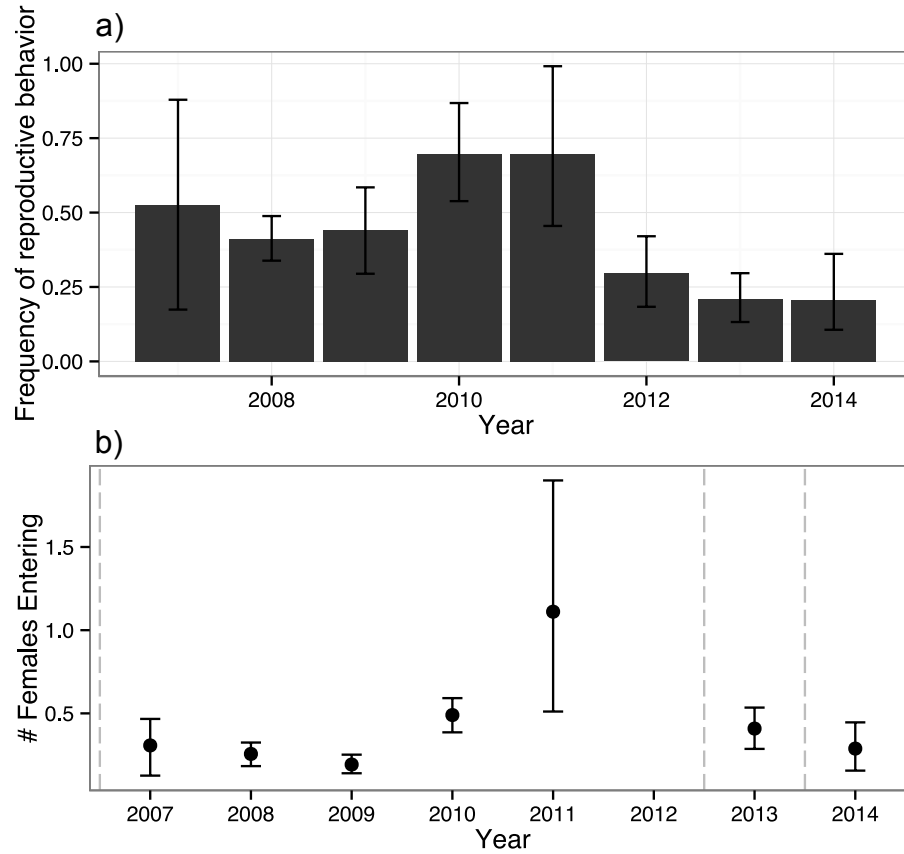 a)
Frequency of reproductive behavior
1.00
0.75
0.50
0.25
0.00
2008 2010 2012 2014
Year
b)
# Females Entering
1.5
1.0
0.5
2007 2008 2009 2010 2011 2012 2013 2014
Year